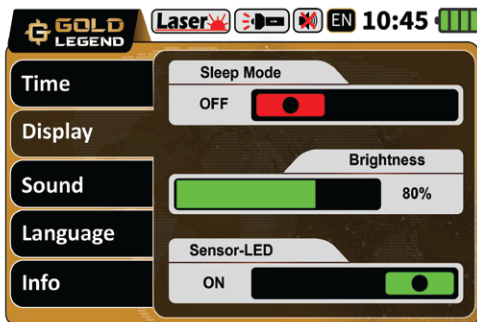 GOLD
LEGEND
Laser
EN
10:45
Time
Display
Sound
Language
Info
Sleep Mode
OFF
Brightness
80%
Sensor-LED
ON